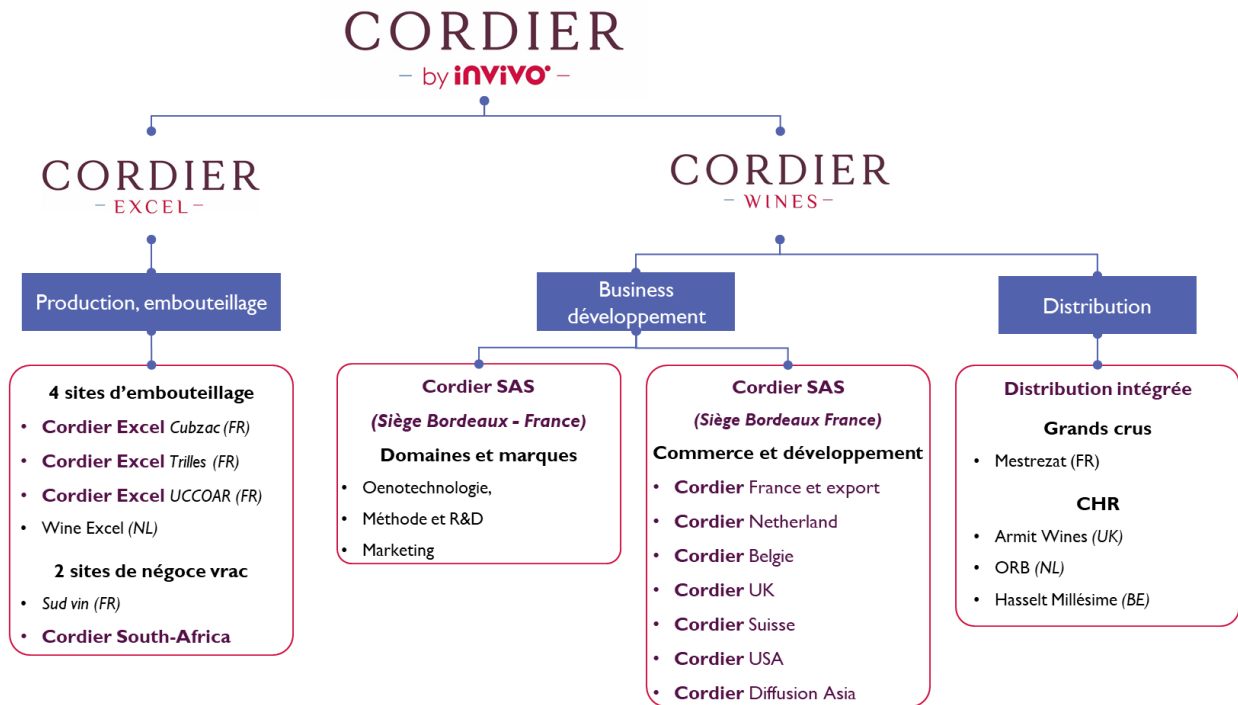 CORDIER
– by inVivo –
CORDIER
– EXCEL –
CORDIER
– WINES –
Production, embouteillage
Business
développement
Distribution
4 sites d’embouteillage
• Cordier Excel Cubzac (FR)
• Cordier Excel Trilles (FR)
• Cordier Excel UCCOAR (FR)
• Wine Excel (NL)
2 sites de négoce vrac
• Sud vin (FR)
• Cordier South-Africa
Cordier SAS
(Siège Bordeaux - France)
Domaines et marques
• Oenotechnologie,
• Méthode et R&D
• Marketing
Cordier SAS
(Siège Bordeaux France)
Commerce et développement
• Cordier France et export
• Cordier Netherland
• Cordier Belgie
• Cordier UK
• Cordier Suisse
• Cordier USA
• Cordier Diffusion Asia
Distribution intégrée
Grands crus
• Mestrezat (FR)
CHR
• Armit Wines (UK)
• ORB (NL)
• Hasselt Millésime (BE)